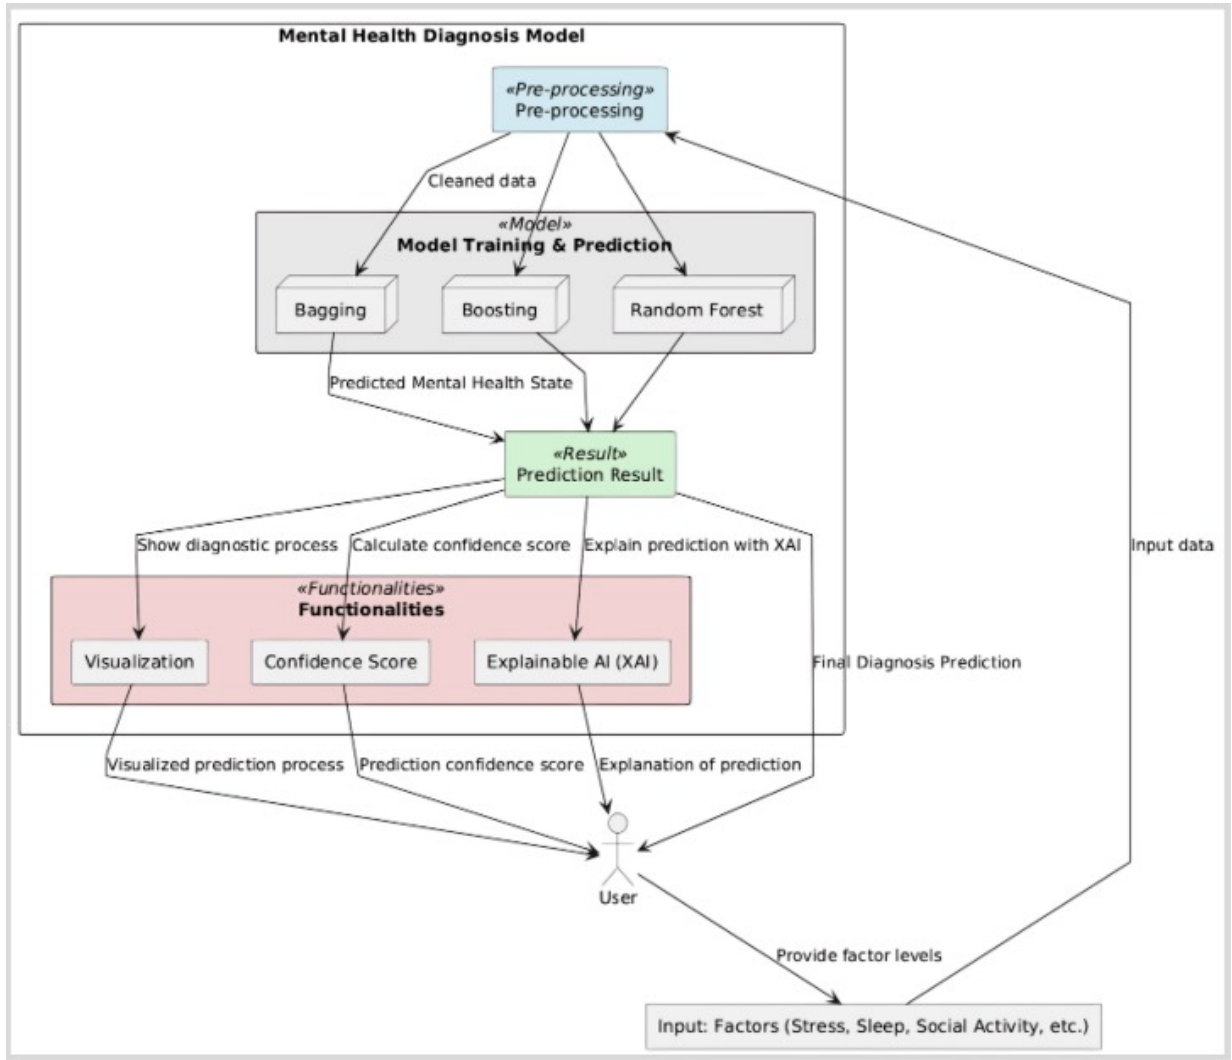 Mental Health Diagnosis Model
«Pre-processing»
Pre-processing
Cleaned data
«Model»
Model Training & Prediction
Bagging
Boosting
Random Forest
Predicted Mental Health State
«Result»
Prediction Result
Show diagnostic process
Calculate confidence score
Explain prediction with XAI
Input data
«Functionalities»
Functionalities
Visualization
Confidence Score
Explainable AI (XAI)
Final Diagnosis Prediction
Visualized prediction process
Prediction confidence score
Explanation of prediction
User
Provide factor levels
Input: Factors (Stress, Sleep, Social Activity, etc.)